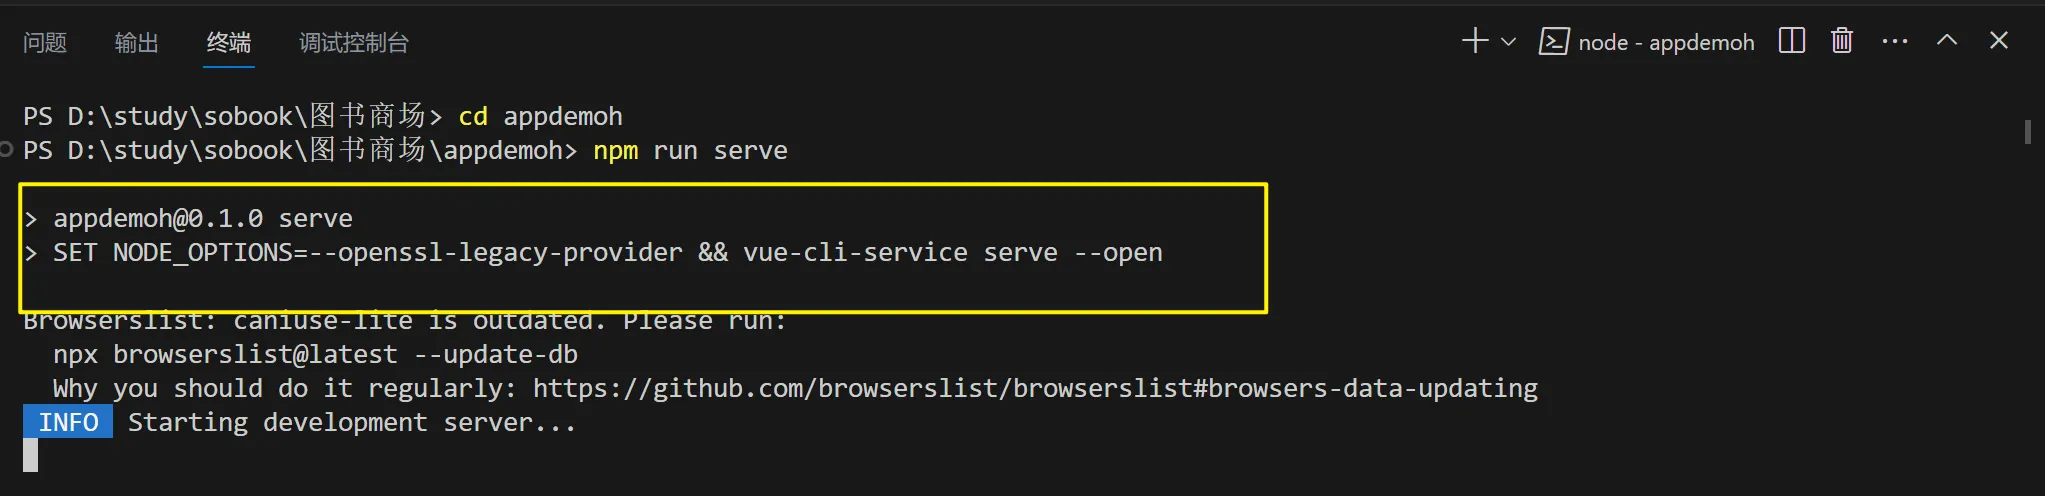 问题 输出 终端 调试控制台 node - appdemoh
PS D:\study\sobook\图书商场> cd appdemoh
PS D:\study\sobook\图书商场\appdemoh> npm run serve
> appdemoh@0.1.0 serve
> SET NODE_OPTIONS=--openssl-legacy-provider && vue-cli-service serve --open
Browserslist: caniuse-lite is outdated. Please run:
npx browserslist@latest --update-db
Why you should do it regularly: https://github.com/browserslist/browserslist#browsers-data-updating
INFO Starting development server...